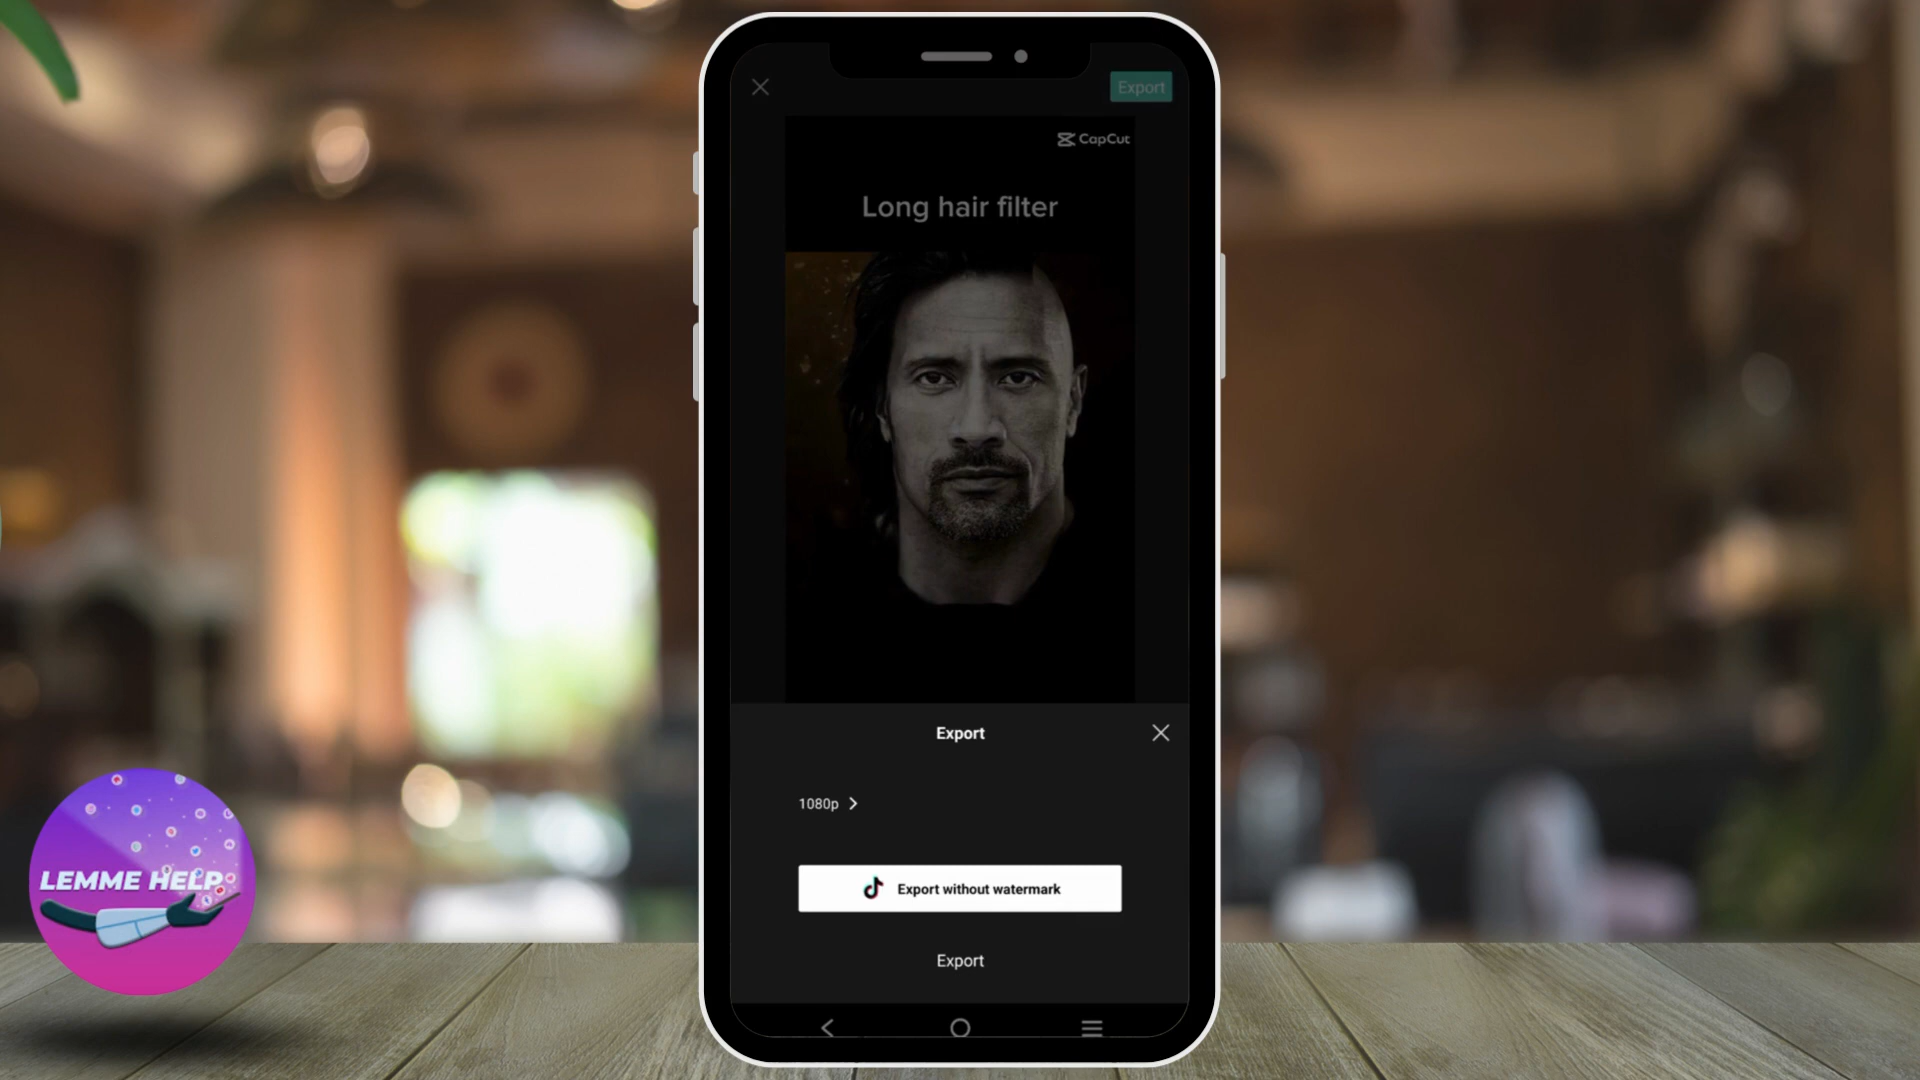 Export
CapCut
Long hair filter
Export
1080p
Export without watermark
Export
LEMME HELP